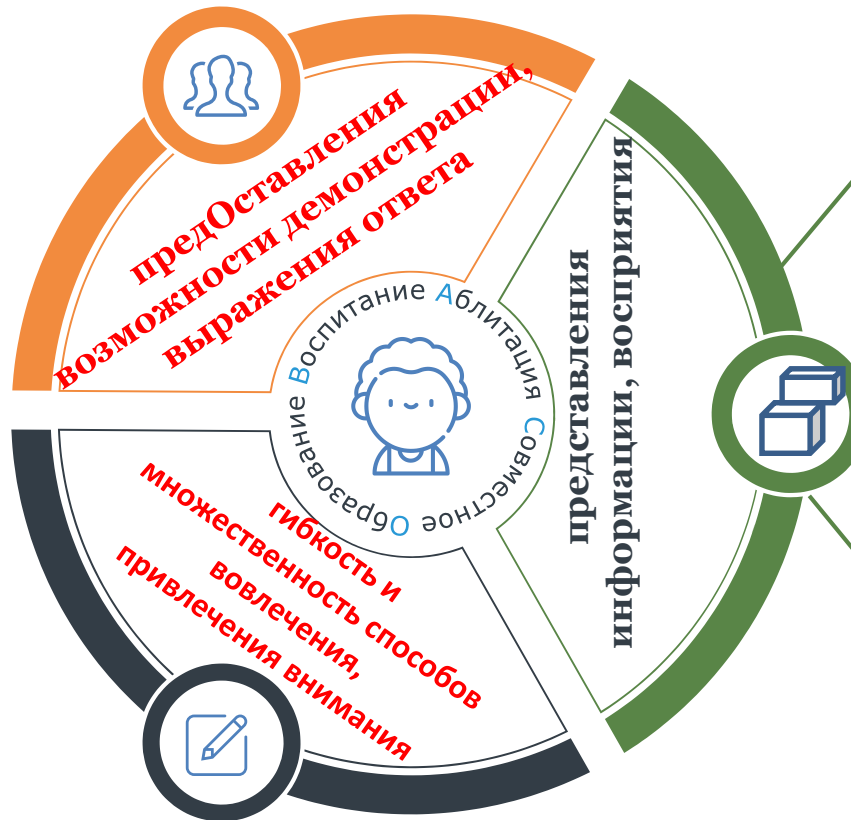 предОставления
возможности демонстрации,
выражения ответа
представления
информации, восприятия
гибкость и
множественность способов
вовлечения,
привлечения внимания
Воспитание Аблитация Совместное Образование